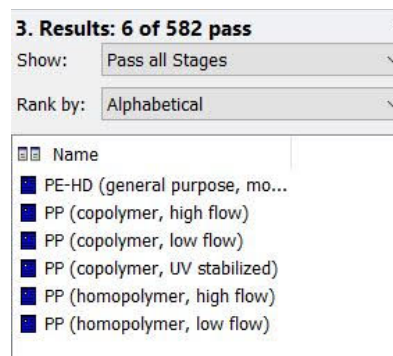 3. Results: 6 of 582 pass
Show: Pass all Stages
Rank by: Alphabetical
Name
PE-HD (general purpose, mo...
PP (copolymer, high flow)
PP (copolymer, low flow)
PP (copolymer, UV stabilized)
PP (homopolymer, high flow)
PP (homopolymer, low flow)